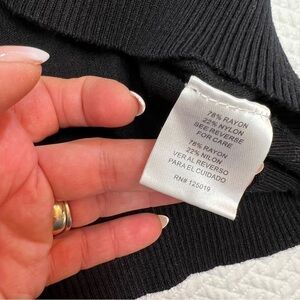 78% RAYON
22% NYLON
SEE REVERSE
FOR CARE
78% RAYON
22% NILON
VER AL REVERSO
PARA EL CUIDADO
RN# 125019